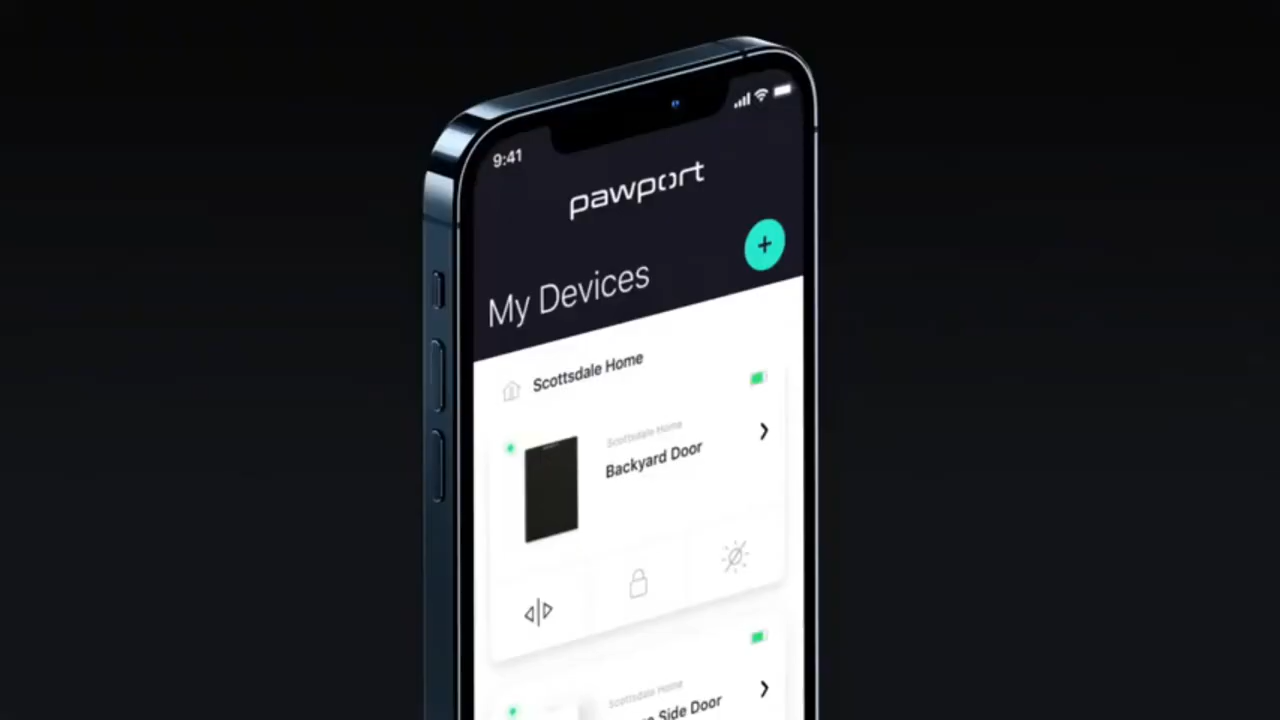 9:41
pawport
+
My Devices
Scottsdale Home
Scottsdale Home
Backyard Door
Scottsdale Home
Side Door